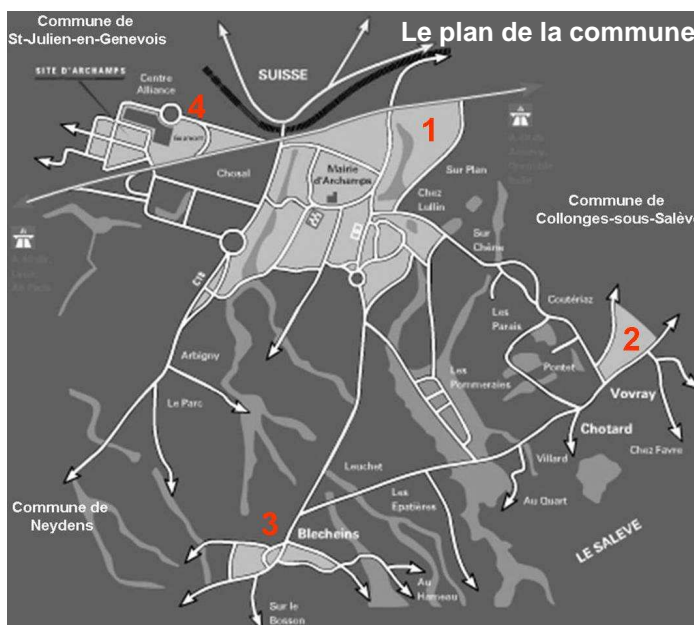 Commune de
St-Julien-en-Genevois
Le plan de la commune
SITE D'ARCHAMPS
Centre
Alliance
SUISSE
4
1
Chosal
Mairie
d'Archamps
Sur Plan
Chez
Lullin
Commune de
Collonges-sous-Salève
Sur
Chêne
Coutériaz
Les
Parais
2
Arbigny
Les
Pommeraies
Pontet
Vovray
Le Parc
Chotard
Chez Favre
Leuchet
Villard
Commune de
Neydens
Les
Epatières
Au Quart
3
Blecheins
LE SALEVE
Au
Hameau
Sur le
Bosson